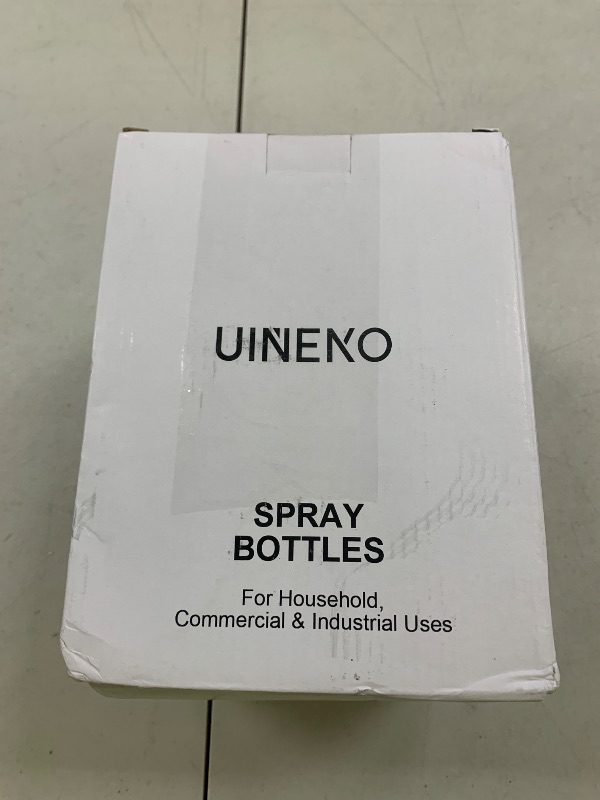 UINEKO
SPRAY
BOTTLES
For Household,
Commercial & Industrial Uses